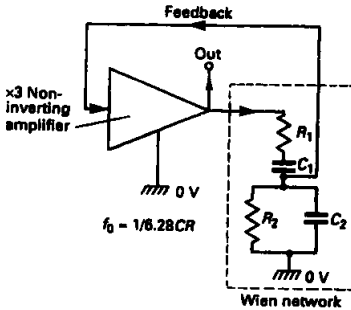 Feedback
Out
×3 Non-
inverting
amplifier
R1
C1
0 V
f0 = 1/6.28CR
R2
C2
0 V
Wien network